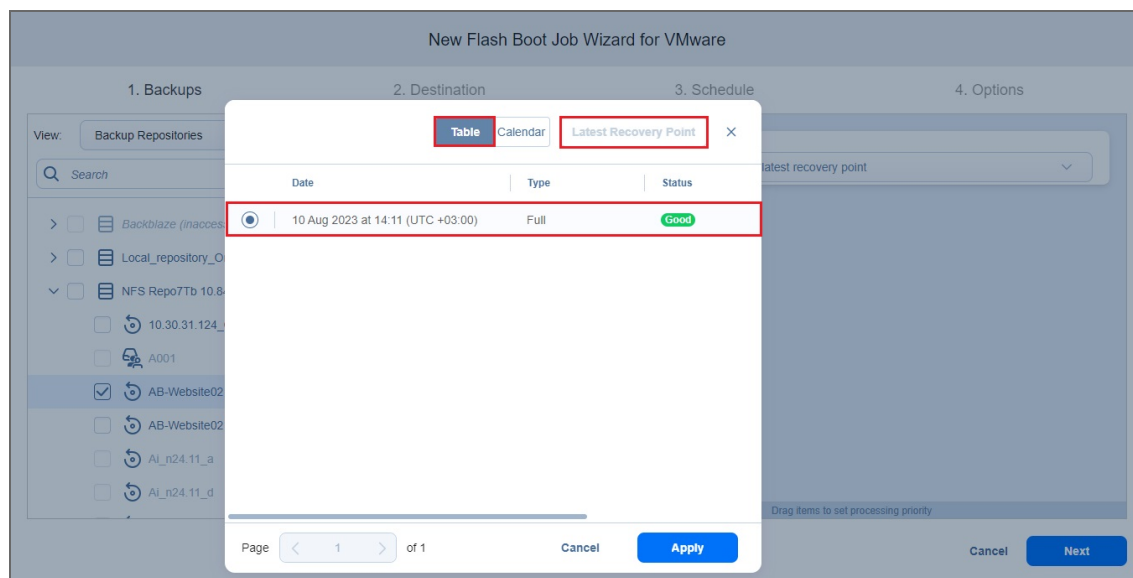 New Flash Boot Job Wizard for VMware
1. Backups 2. Destination 3. Schedule 4. Options
View: Backup Repositories
Search
Table Calendar Latest Recovery Point
latest recovery point
Date Type Status
10 Aug 2023 at 14:11 (UTC +03:00) Full Good
Backblaze (inacces
Local_repository_O
NFS Repo7Tb 10.8
10.30.31.124_
A001
AB-Website02
AB-Website02
Ai_n24.11_a
Ai_n24.11_d
Drag items to set processing priority
Page 1 of 1 Cancel Apply
Cancel Next